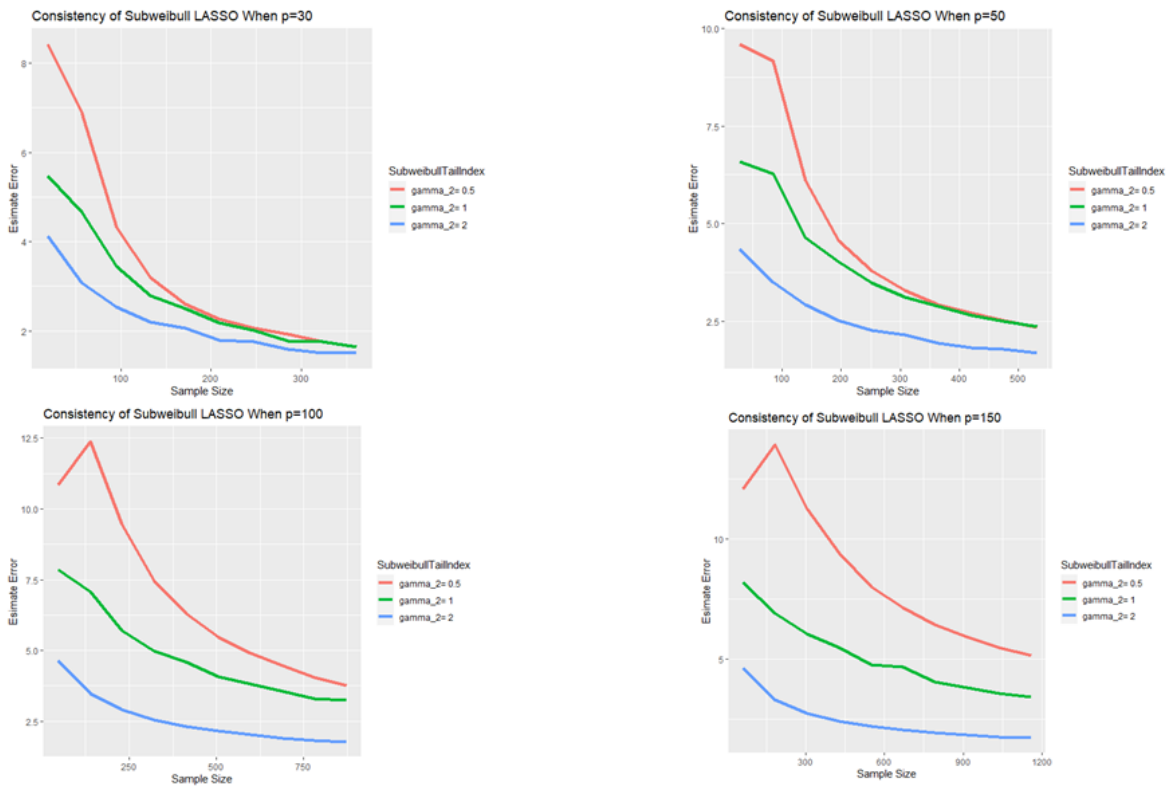 Consistency of Subweibull LASSO When p=30
8
6
4
2
Esimate Error
100
200
300
Sample Size
SubweibullTailIndex
gamma_2= 0.5
gamma_2= 1
gamma_2= 2
Consistency of Subweibull LASSO When p=50
10.0
7.5
5.0
2.5
Esimate Error
100
200
300
400
500
Sample Size
SubweibullTailIndex
gamma_2= 0.5
gamma_2= 1
gamma_2= 2
Consistency of Subweibull LASSO When p=100
12.5
10.0
7.5
5.0
2.5
Esimate Error
250
500
750
Sample Size
SubweibullTailIndex
gamma_2= 0.5
gamma_2= 1
gamma_2= 2
Consistency of Subweibull LASSO When p=150
10
5
Esimate Error
300
600
900
1200
Sample Size
SubweibullTailIndex
gamma_2= 0.5
gamma_2= 1
gamma_2= 2